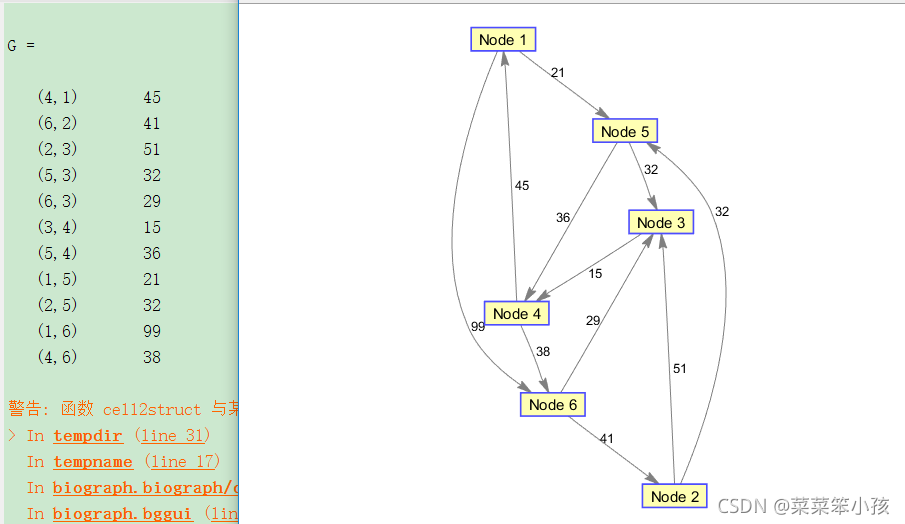 G =
(4,1) 45
(6,2) 41
(2,3) 51
(5,3) 32
(6,3) 29
(3,4) 15
(5,4) 36
(1,5) 21
(2,5) 32
(1,6) 99
(4,6) 38
警告: 函数 cell2struct 与某
> In tempdir (line 31)
In tempname (line 17)
In biograph.biograph/
In biograph.bggui (lin
Node 1
21
Node 5
32
45
36
32
Node 3
15
Node 4
29
99
38
51
Node 6
41
Node 2
CSDN @菜菜笨小孩